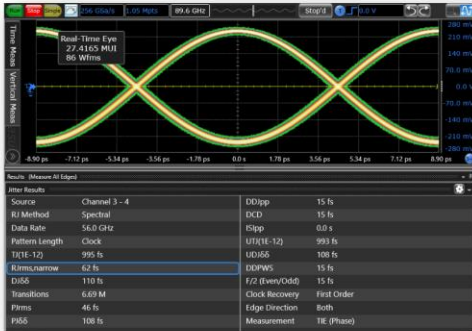 Run Stop Single 256 GSa/s 1.05 Mpts 89.6 GHz Stop'd 0.0 V
Time Meas Vertical Meas
Real-Time Eye
27.4165 MUI
86 Wfms
280 mV
210 mV
140 mV
70.0 mV
0.0 V
-70.0 mV
-140 mV
-210 mV
-280 mV
-8.90 ps -7.12 ps -5.34 ps -3.56 ps -1.78 ps 0.0 s 1.78 ps 3.56 ps 5.34 ps 7.12 ps 8.90 ps
Results (Measure All Edges)
Jitter Results
Source Channel 3 - 4 DDJpp 15 fs
RJ Method Spectral DCD 15 fs
Data Rate 56.0 GHz ISIpp 0.0 s
Pattern Length Clock UTJ(1E-12) 993 fs
TJ(1E-12) 995 fs UDJδδ 108 fs
RJrms,narrow 62 fs DDPWS 15 fs
DJδδ 110 fs F/2 (Even/Odd) 15 fs
Transitions 6.69 M Clock Recovery First Order
PJrms 46 fs Edge Direction Both
PJδδ 108 fs Measurement TIE (Phase)